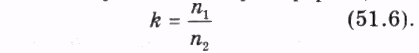 k = n₁/n₂ (51.6).